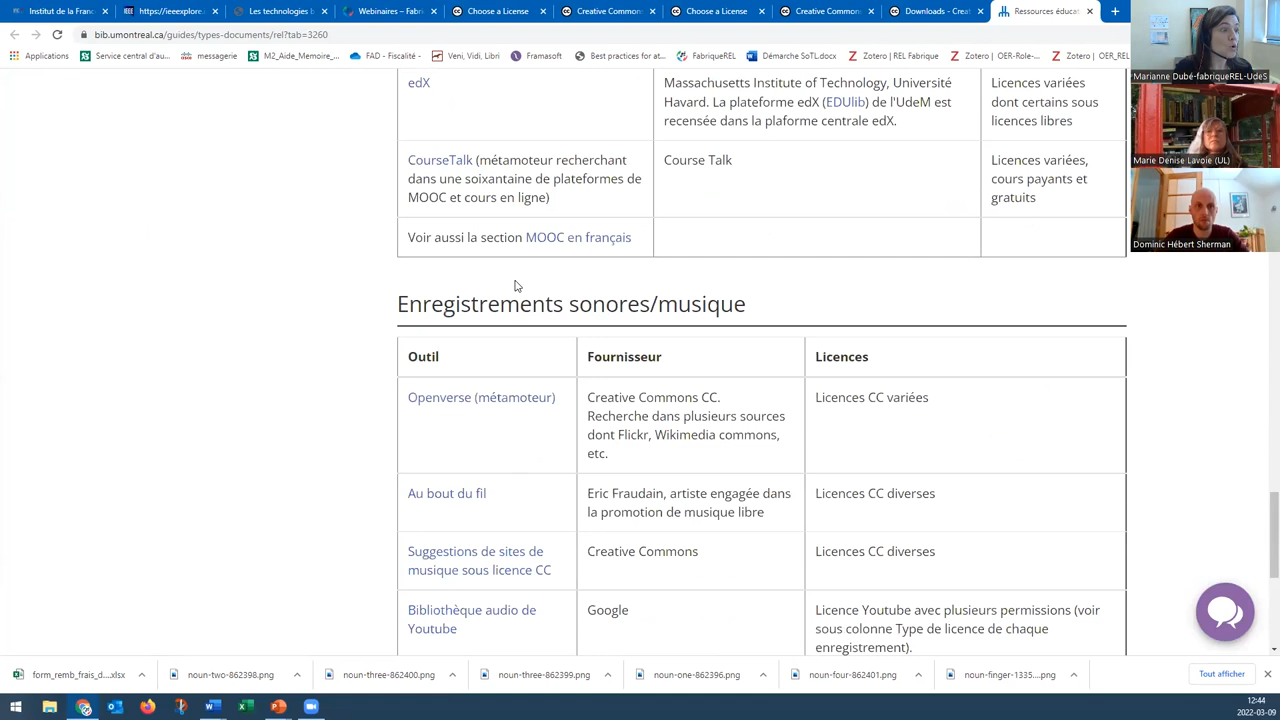 Institut de la Franc
https://ieeexplore.
Les technologies b
Webinaires – Fabri
Choose a License
Creative Common
Choose a License
Creative Common
Downloads - Creat
Ressources éducat
bib.umontreal.ca/guides/types-documents/rel?tab=3260
Applications
Service central d'au...
messagerie
M2_Aide_Memoire_...
FAD - Fiscalité -...
Veni, Vidi, Libri
Framasoft
Best practices for at...
FabriqueREL
Démarche SoTL.docx
Zotero | REL Fabrique
Zotero | OER-Role-...
Zotero | OER_REL
Marianne Dubé-fabriqueREL-UdeS
Marie Denise Lavoie (UL)
Dominic Hébert Sherman
edX
Massachusetts Institute of Technology, Université
Havard. La plateforme edX (EDUlib) de l'UdeM est
recensée dans la plaforme centrale edX.
Licences variées
dont certains sous
licences libres
CourseTalk (métamoteur recherchant
dans une soixantaine de plateformes de
MOOC et cours en ligne)
Course Talk
Licences variées,
cours payants et
gratuits
Voir aussi la section MOOC en français
Enregistrements sonores/musique
Outil
Fournisseur
Licences
Openverse (métamoteur)
Creative Commons CC.
Recherche dans plusieurs sources
dont Flickr, Wikimedia commons,
etc.
Licences CC variées
Au bout du fil
Eric Fraudain, artiste engagée dans
la promotion de musique libre
Licences CC diverses
Suggestions de sites de
musique sous licence CC
Creative Commons
Licences CC diverses
Bibliothèque audio de
Youtube
Google
Licence Youtube avec plusieurs permissions (voir
sous colonne Type de licence de chaque
enregistrement).
form_remb_frais_d....xlsx
noun-two-862398.png
noun-three-862400.png
noun-three-862399.png
noun-one-862396.png
noun-four-862401.png
noun-finger-1335....png
Tout afficher
12:44
2022-03-09